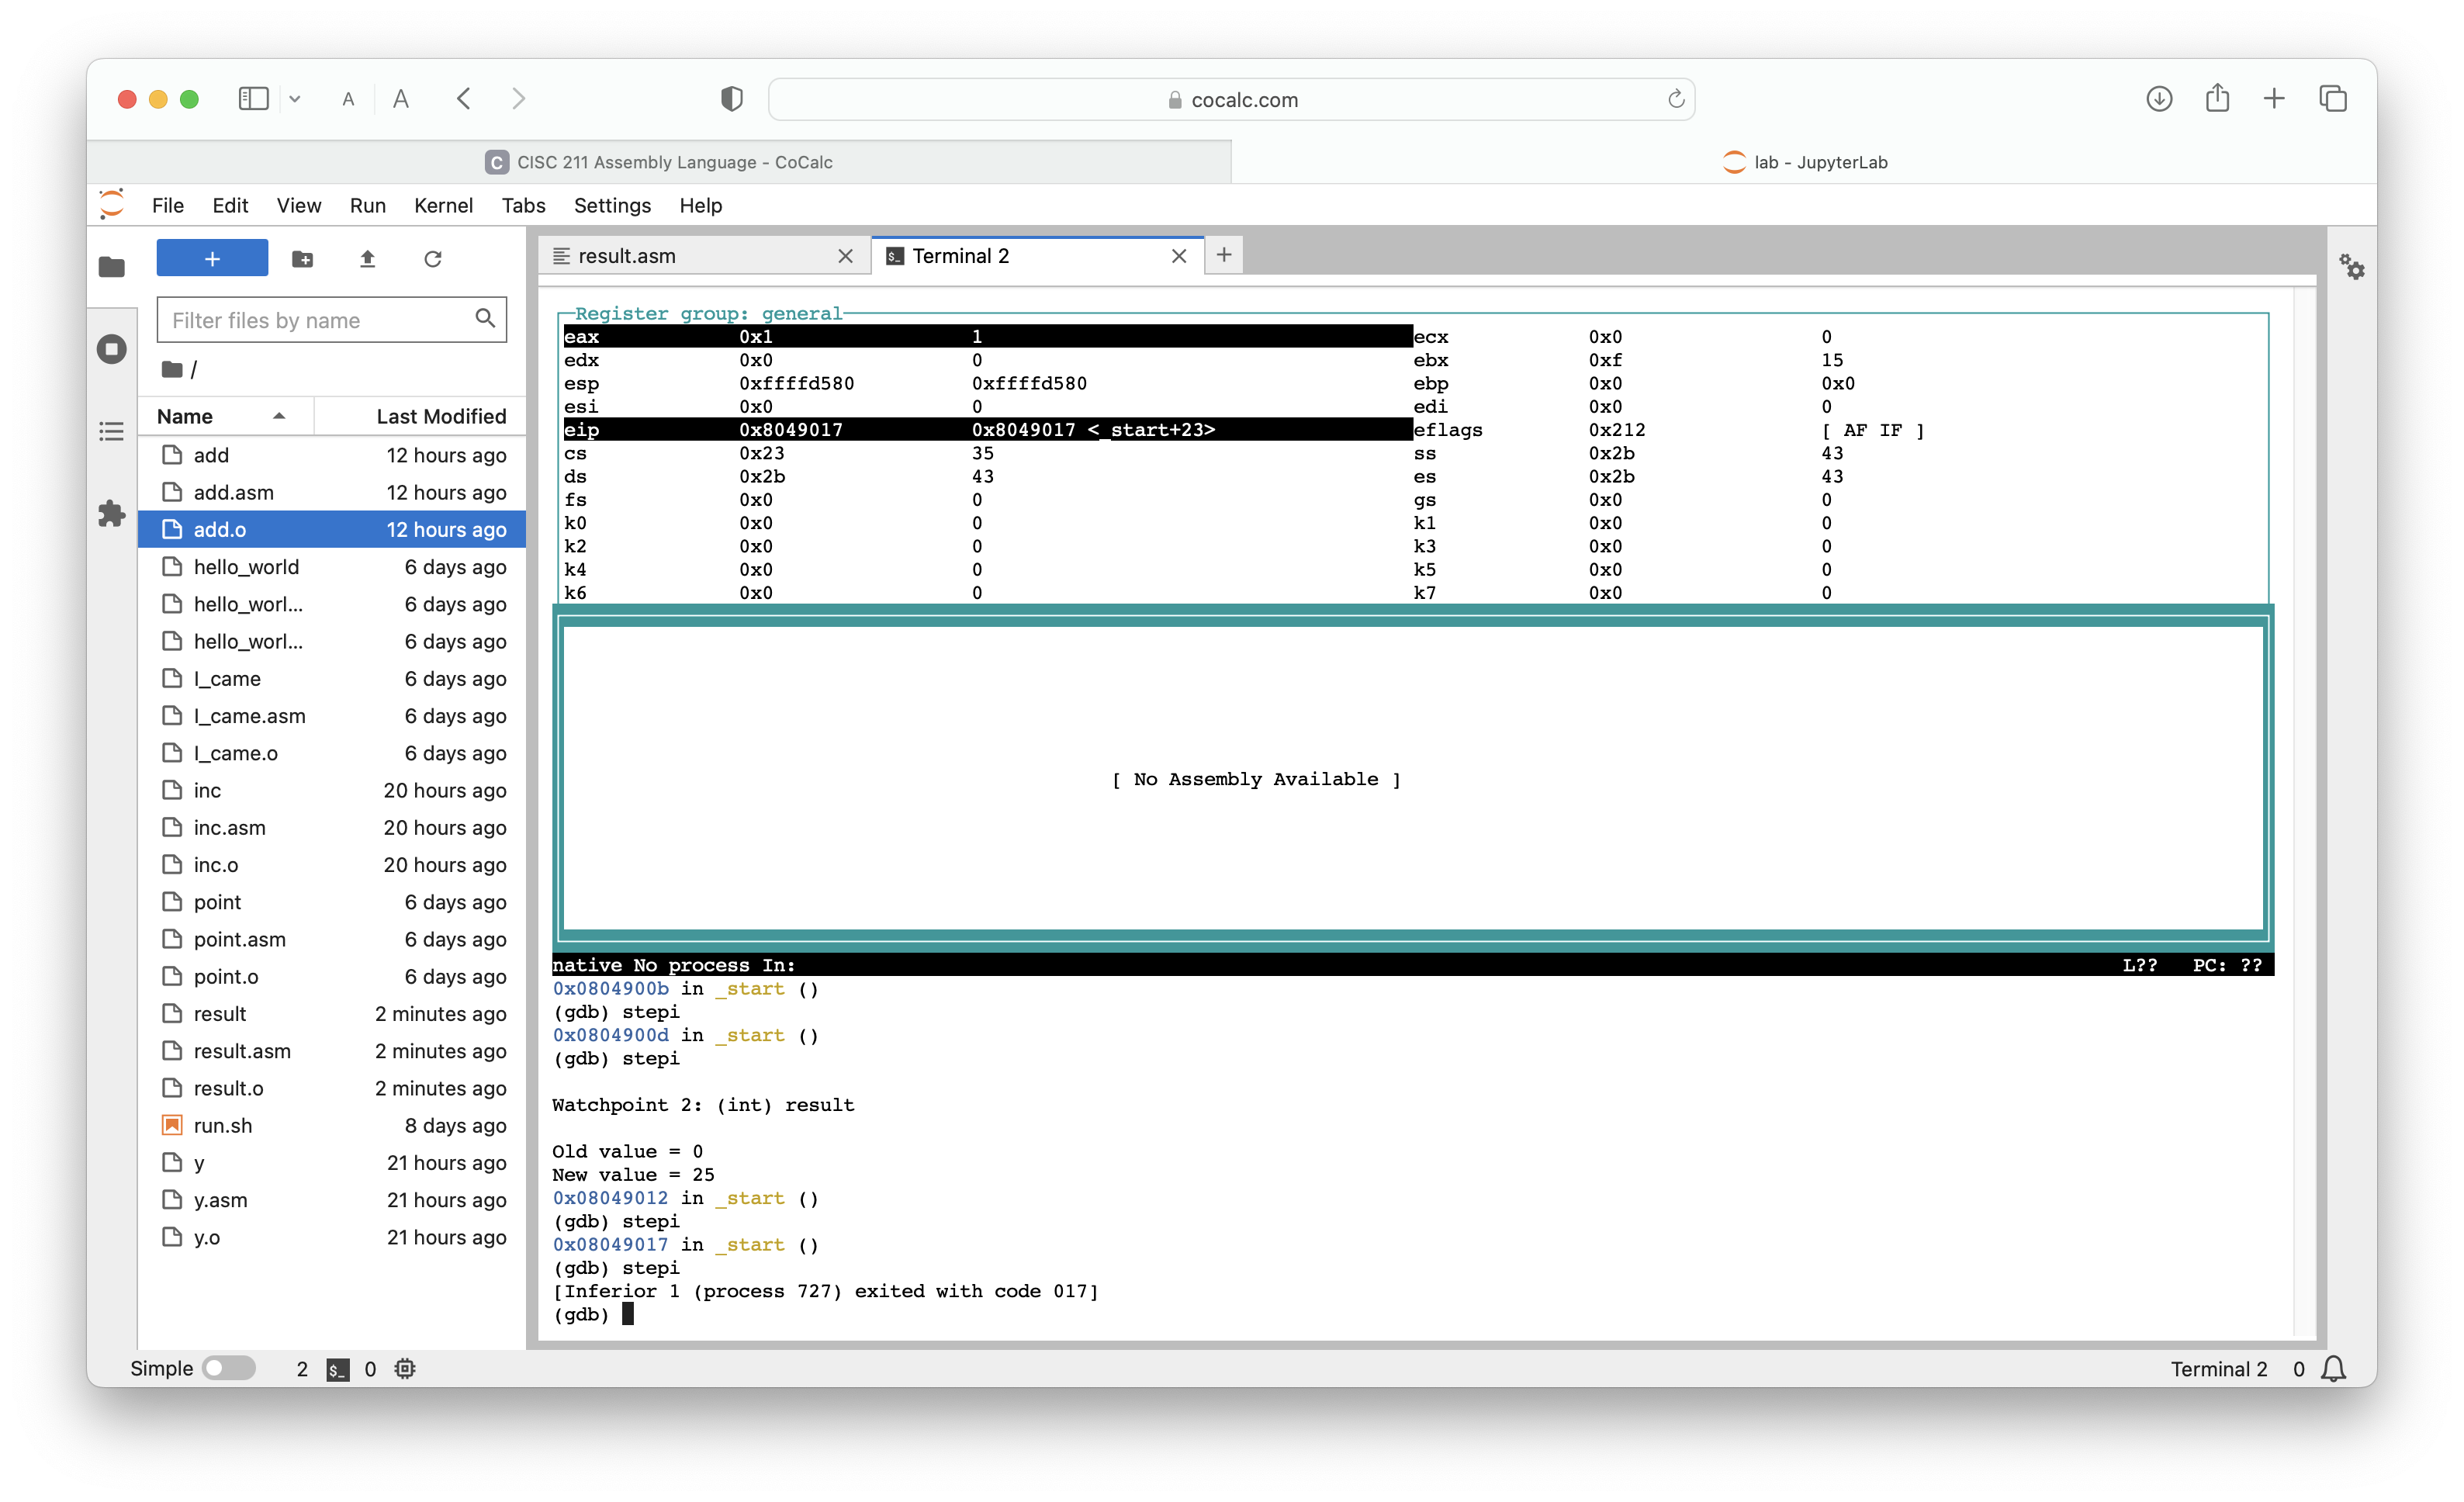 A A cocalc.com
C CISC 211 Assembly Language - CoCalc
lab - JupyterLab
File Edit View Run Kernel Tabs Settings Help
+
Filter files by name
/
Name Last Modified
add 12 hours ago
add.asm 12 hours ago
add.o 12 hours ago
hello_world 6 days ago
hello_worl... 6 days ago
hello_worl... 6 days ago
I_came 6 days ago
I_came.asm 6 days ago
I_came.o 6 days ago
inc 20 hours ago
inc.asm 20 hours ago
inc.o 20 hours ago
point 6 days ago
point.asm 6 days ago
point.o 6 days ago
result 2 minutes ago
result.asm 2 minutes ago
result.o 2 minutes ago
run.sh 8 days ago
y 21 hours ago
y.asm 21 hours ago
y.o 21 hours ago
result.asm
$_ Terminal 2
+
Register group: general
eax 0x1 1 ecx 0x0 0
edx 0x0 0 ebx 0xf 15
esp 0xffffd580 0xffffd580 ebp 0x0 0x0
esi 0x0 0 edi 0x0 0
eip 0x8049017 0x8049017 <_start+23> eflags 0x212 [ AF IF ]
cs 0x23 35 ss 0x2b 43
ds 0x2b 43 es 0x2b 43
fs 0x0 0 gs 0x0 0
k0 0x0 0 k1 0x0 0
k2 0x0 0 k3 0x0 0
k4 0x0 0 k5 0x0 0
k6 0x0 0 k7 0x0 0
[ No Assembly Available ]
native No process In: L?? PC: ??
0x0804900b in _start ()
(gdb) stepi
0x0804900d in _start ()
(gdb) stepi
Watchpoint 2: (int) result
Old value = 0
New value = 25
0x08049012 in _start ()
(gdb) stepi
0x08049017 in _start ()
(gdb) stepi
[Inferior 1 (process 727) exited with code 017]
(gdb)
Simple 2 $_ 0
Terminal 2 0